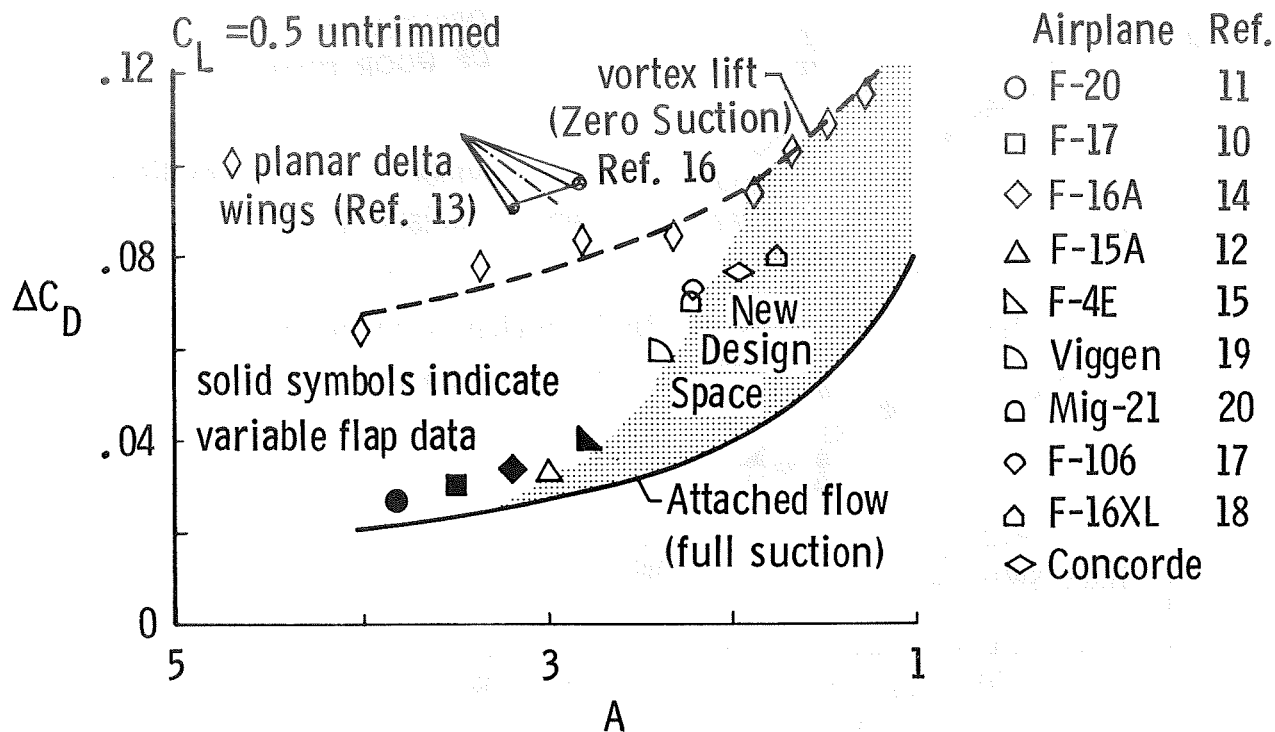 C_L =0.5 untrimmed
.12
.08
.04
0
ΔC_D
5
3
1
A
vortex lift
(Zero Suction)
Ref. 16
planar delta
wings (Ref. 13)
solid symbols indicate
variable flap data
New
Design
Space
Attached flow
(full suction)
Airplane Ref.
F-20 11
F-17 10
F-16A 14
F-15A 12
F-4E 15
Viggen 19
Mig-21 20
F-106 17
F-16XL 18
Concorde